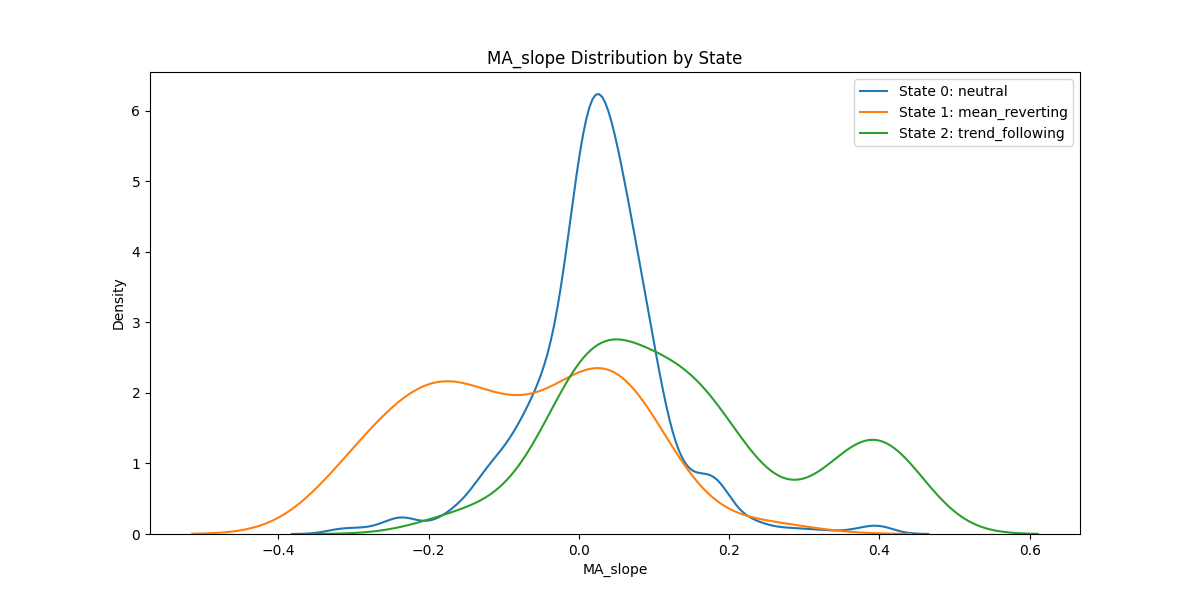 MA_slope Distribution by State
State 0: neutral
State 1: mean_reverting
State 2: trend_following
Density
6
5
4
3
2
1
0
−0.4 −0.2 0.0 0.2 0.4 0.6
MA_slope